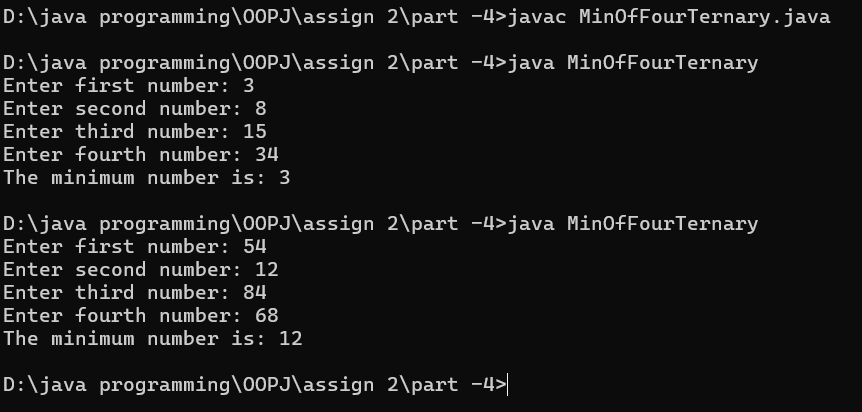 D:\java programming\OOPJ\assign 2\part -4>javac MinOfFourTernary.java
D:\java programming\OOPJ\assign 2\part -4>java MinOfFourTernary
Enter first number: 3
Enter second number: 8
Enter third number: 15
Enter fourth number: 34
The minimum number is: 3
D:\java programming\OOPJ\assign 2\part -4>java MinOfFourTernary
Enter first number: 54
Enter second number: 12
Enter third number: 84
Enter fourth number: 68
The minimum number is: 12
D:\java programming\OOPJ\assign 2\part -4>